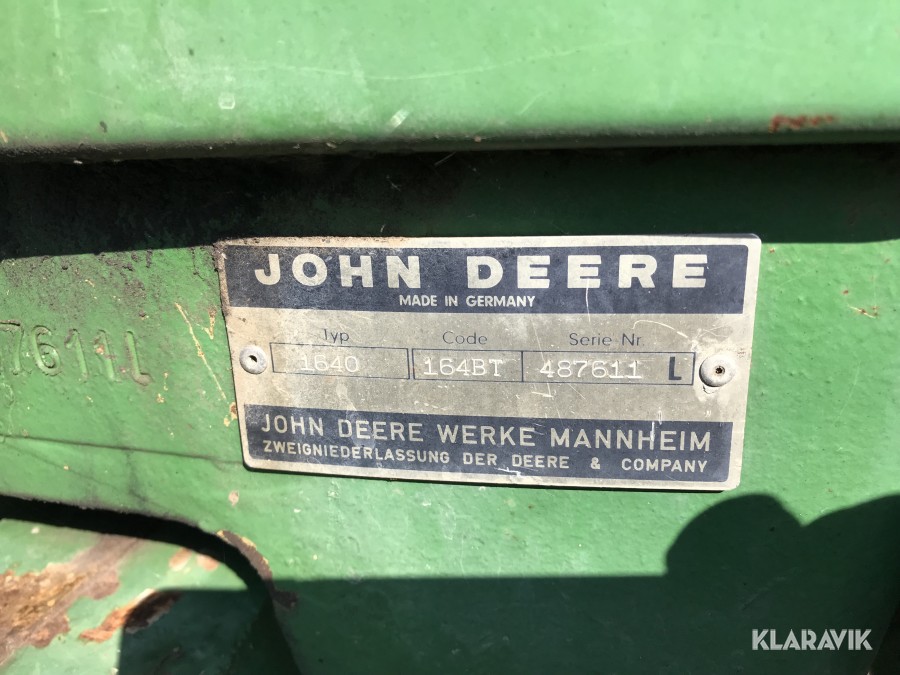 JOHN DEERE
MADE IN GERMANY
Typ Code Serie Nr.
1640 164BT 487611 L
JOHN DEERE WERKE MANNHEIM
ZWEIGNIEDERLASSUNG DER DEERE & COMPANY
7611L
KLARAVIK